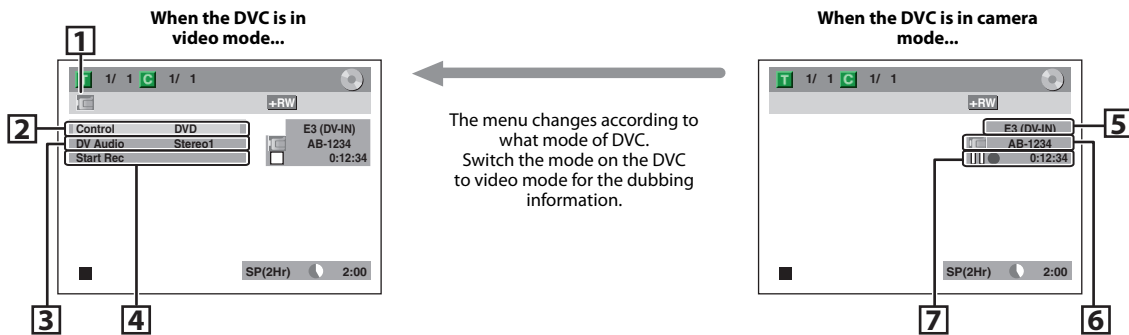 When the DVC is in
video mode...
When the DVC is in camera
mode...
1
T 1/ 1 C 1/ 1
+RW
2
Control DVD
DV Audio Stereo1
Start Rec
E3 (DV-IN)
AB-1234
0:12:34
SP(2Hr) 2:00
3
4
The menu changes according to
what mode of DVC.
Switch the mode on the DVC
to video mode for the dubbing
information.
T 1/ 1 C 1/ 1
+RW
E3 (DV-IN)
5
AB-1234
0:12:34
SP(2Hr) 2:00
7
6